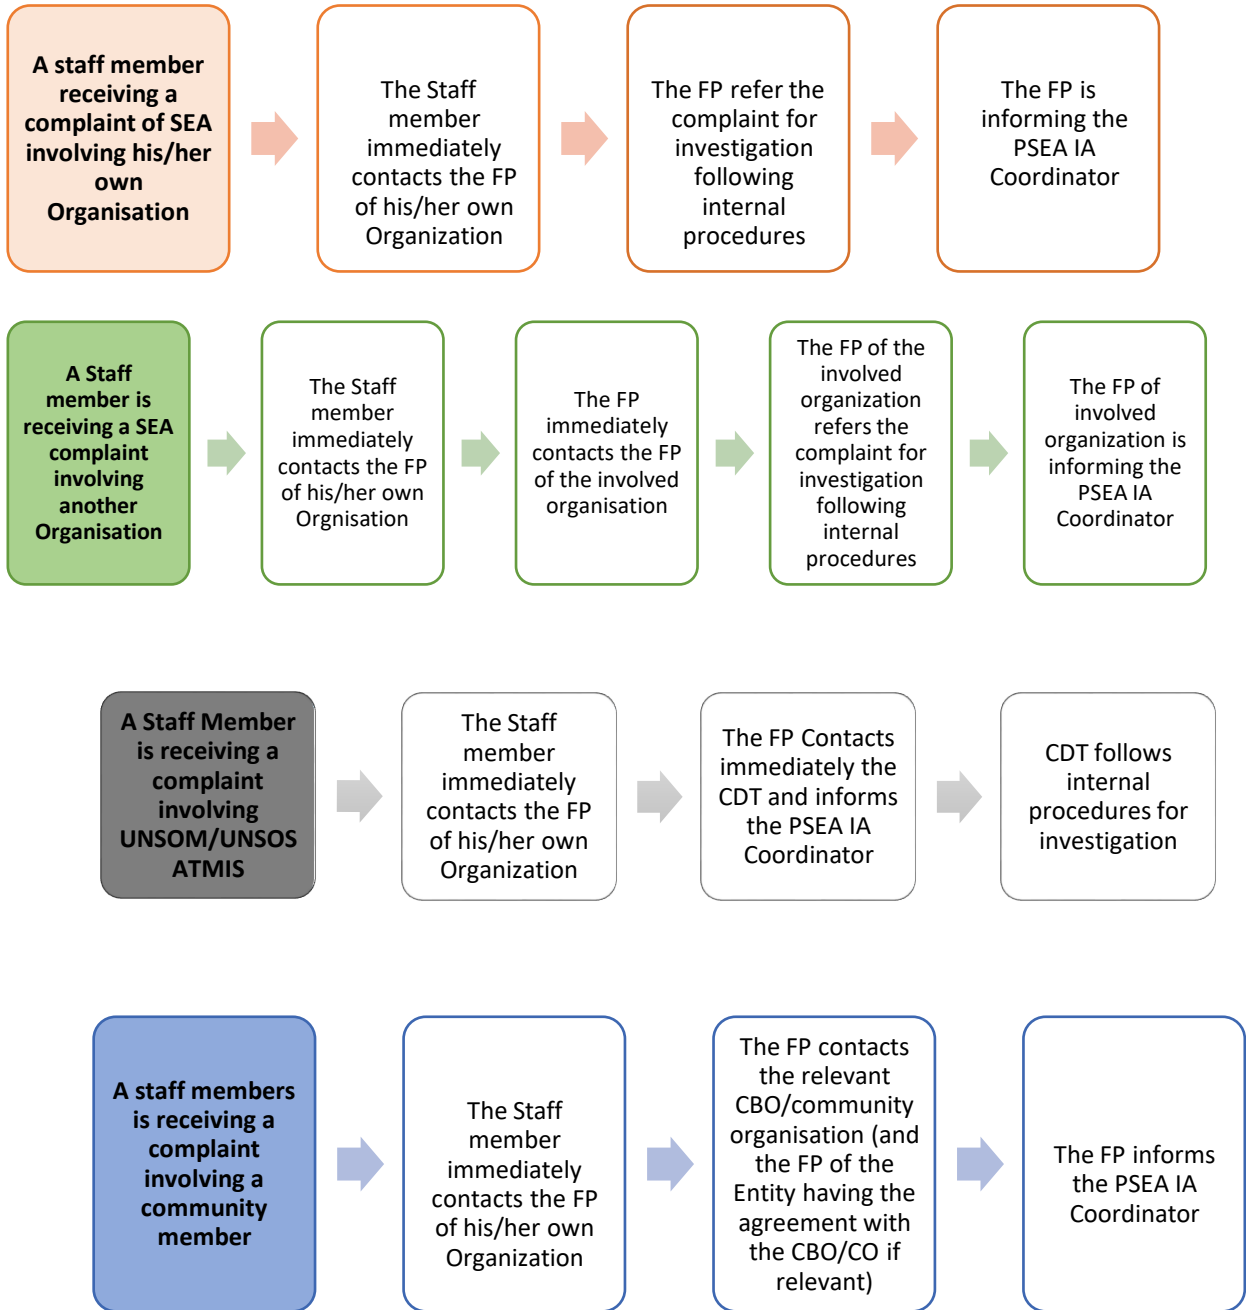 A staff member
receiving a
complaint of SEA
involving his/her
own
Organisation
The Staff
member
immediately
contacts the FP
of his/her own
Organization
The FP refer the
complaint for
investigation
following
internal
procedures
The FP is
informing the
PSEA IA
Coordinator
A Staff
member is
receiving a SEA
complaint
involving
another
Organisation
The Staff
member
immediately
contacts the FP
of his/her own
Orgnisation
The FP
immediately
contacts the FP
of the involved
organisation
The FP of the
involved
organization
refers the
complaint for
investigation
following
internal
procedures
The FP of
involved
organization is
informing the
PSEA IA
Coordinator
A Staff Member
is receiving a
complaint
involving
UNSOM/UNSOS
ATMIS
The Staff
member
immediately
contacts the FP
of his/her own
Organization
The FP Contacts
immediately the
CDT and informs
the PSEA IA
Coordinator
CDT follows
internal
procedures for
investigation
A staff members
is receiving a
complaint
involving a
community
member
The Staff
member
immediately
contacts the FP
of his/her own
Organization
The FP contacts
the relevant
CBO/community
organisation (and
the FP of the
Entity having the
agreement with
the CBO/CO if
relevant)
The FP informs
the PSEA IA
Coordinator